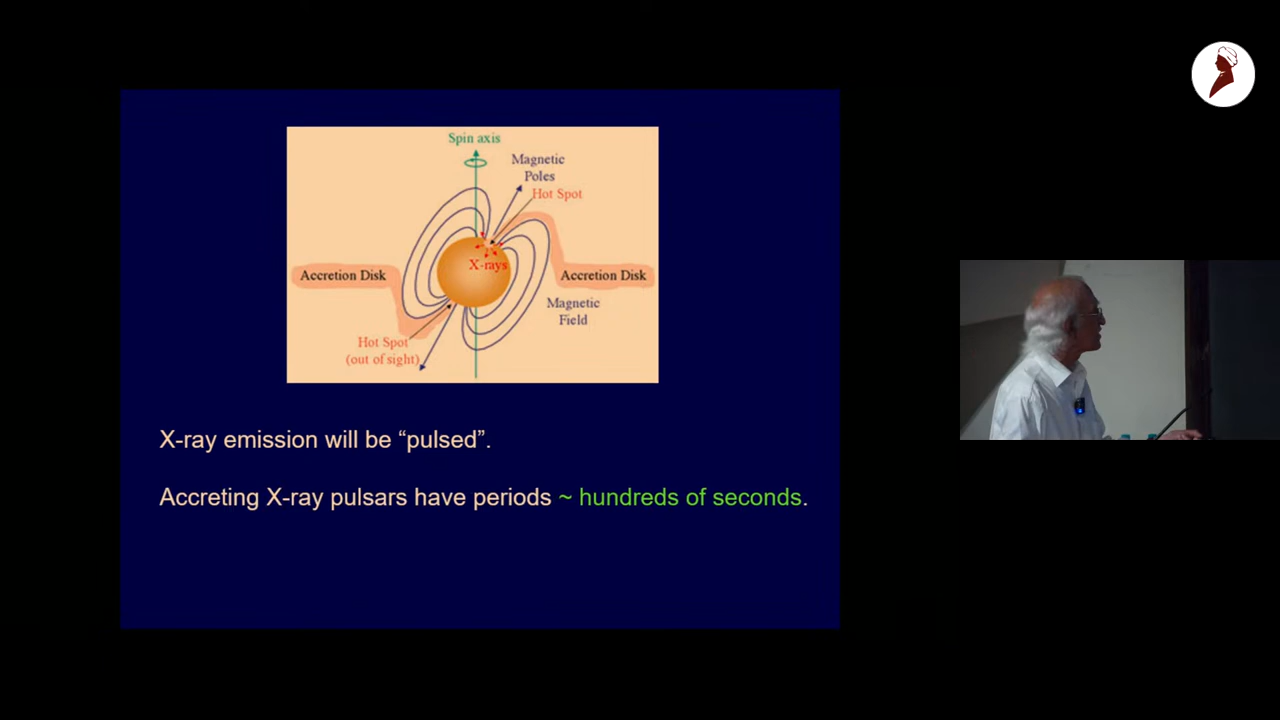 Spin axis
Magnetic
Poles
Hot Spot
X-rays
Accretion Disk
Accretion Disk
Magnetic
Field
Hot Spot
(out of sight)
X-ray emission will be “pulsed”.
Accreting X-ray pulsars have periods ~ hundreds of seconds.